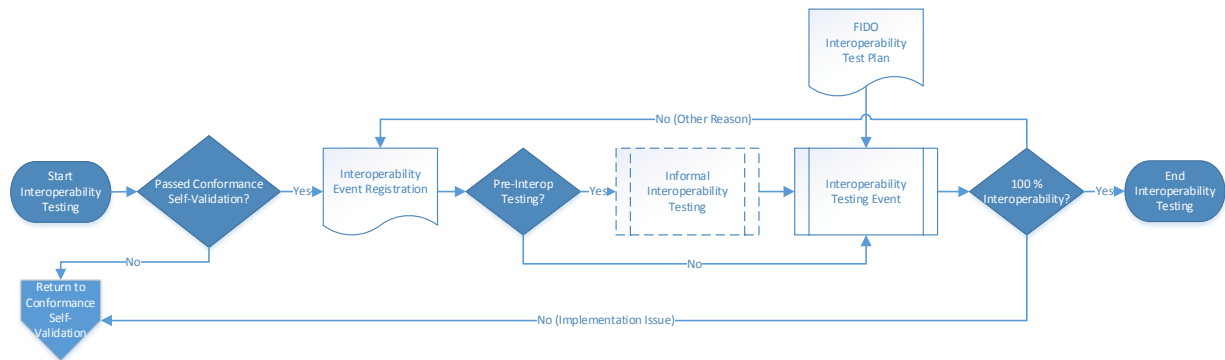 FIDO
Interoperability
Test Plan
No (Other Reason)
Start
Interoperability
Testing
Passed Conformance
Self-Validation?
Yes
Interoperability
Event Registration
Pre-Interop
Testing?
Yes
Informal
Interoperability
Testing
Interoperability
Testing Event
100 %
Interoperability?
Yes
End
Interoperability
Testing
No
No
Return to
Conformance
Self-
Validation
No (Implementation Issue)